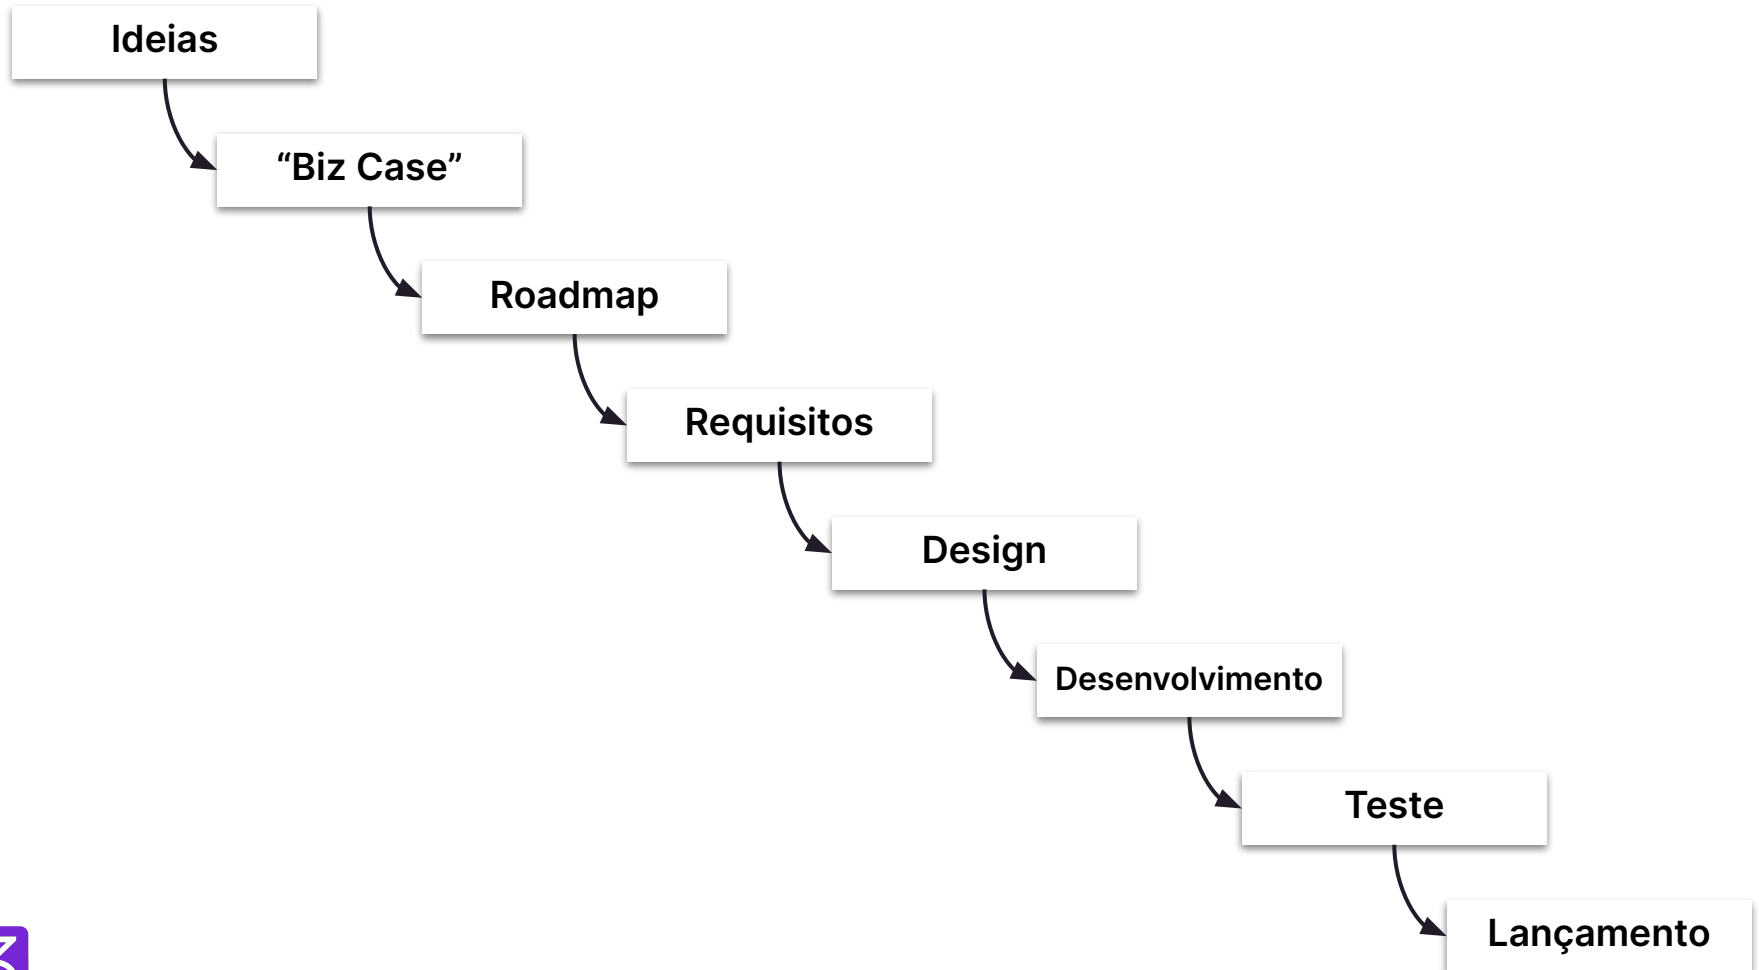 Ideias
“Biz Case”
Roadmap
Requisitos
Design
Desenvolvimento
Teste
Lançamento